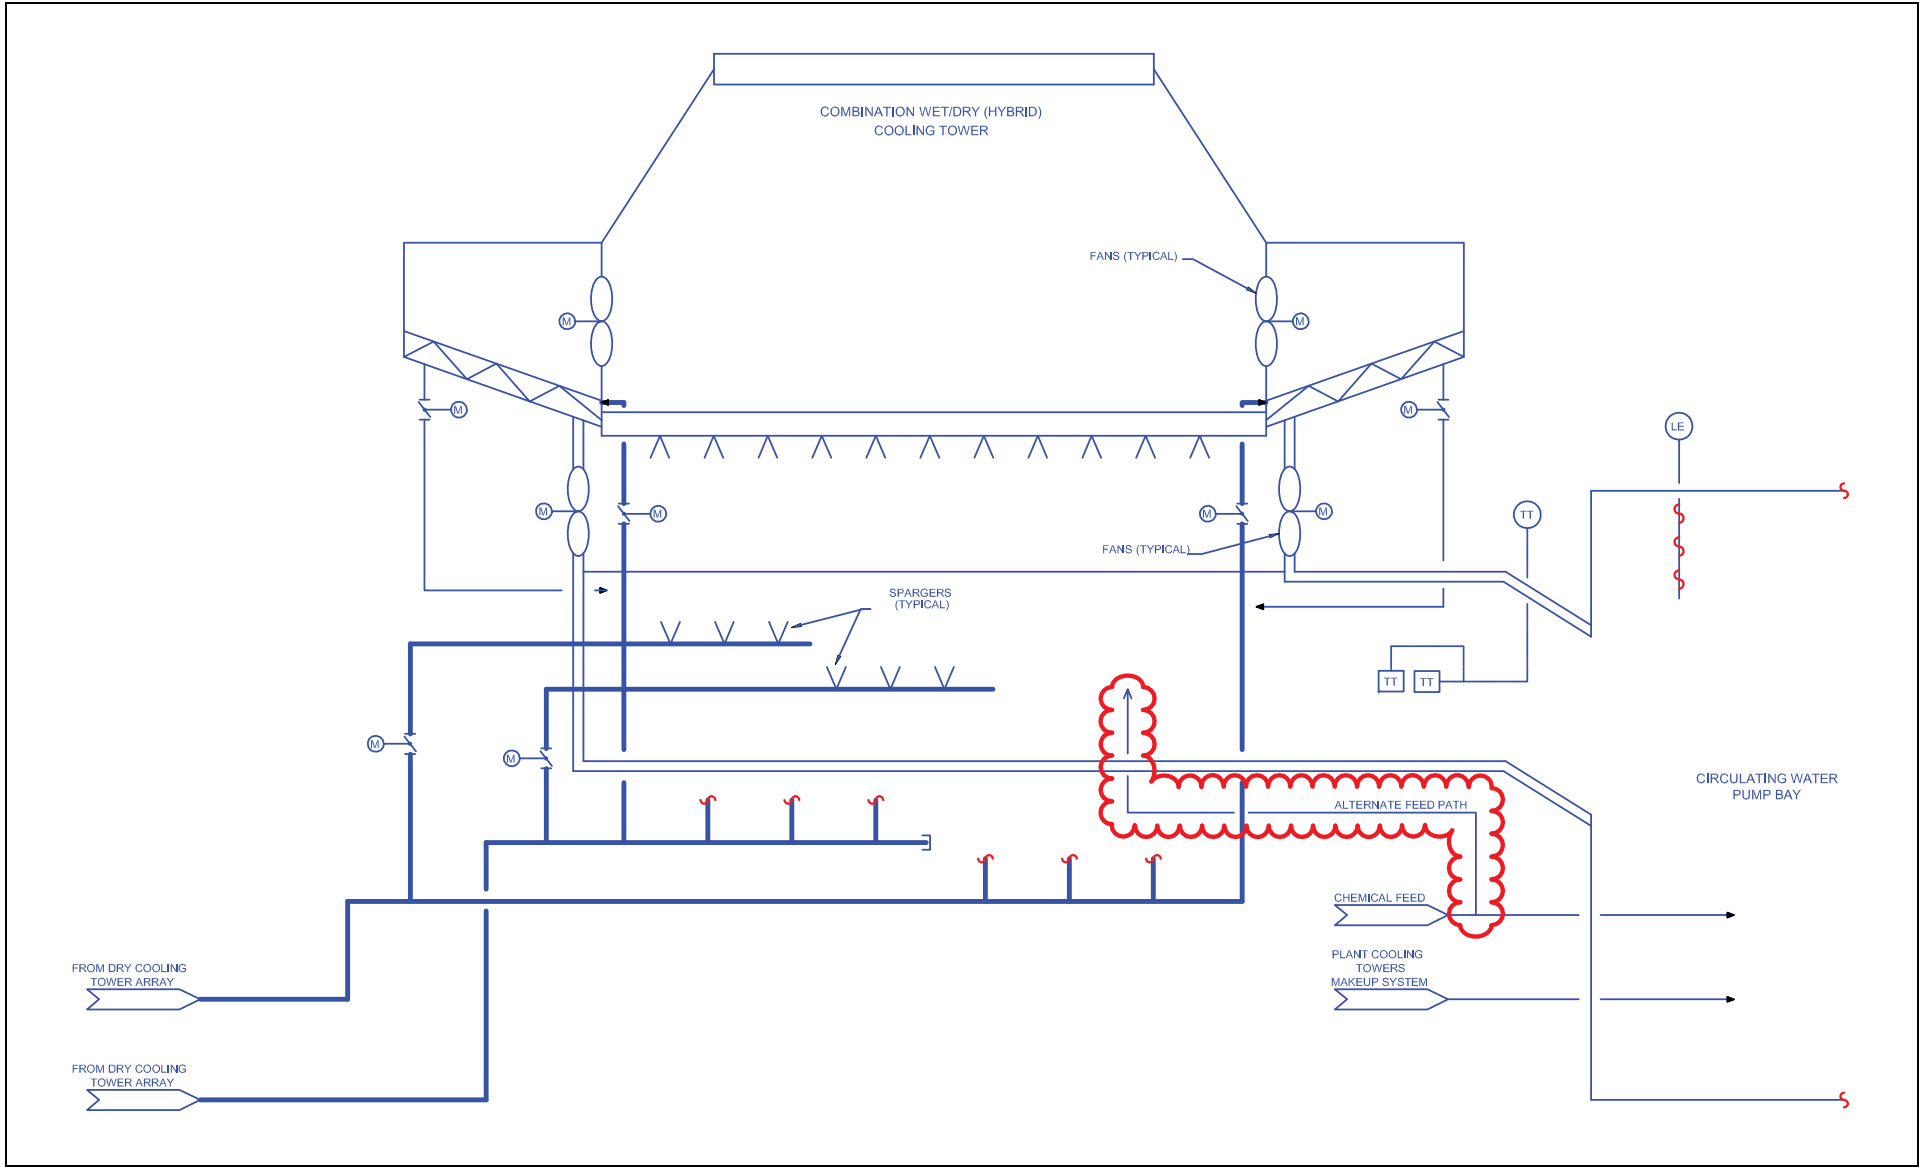 COMBINATION WET/DRY (HYBRID)
COOLING TOWER
FANS (TYPICAL)
M
M
M
M
LE
M
M
M
M
TT
FANS (TYPICAL)
SPARGERS
(TYPICAL)
TT
TT
M
M
CIRCULATING WATER
PUMP BAY
ALTERNATE FEED PATH
CHEMICAL FEED
PLANT COOLING
TOWERS
MAKEUP SYSTEM
FROM DRY COOLING
TOWER ARRAY
FROM DRY COOLING
TOWER ARRAY